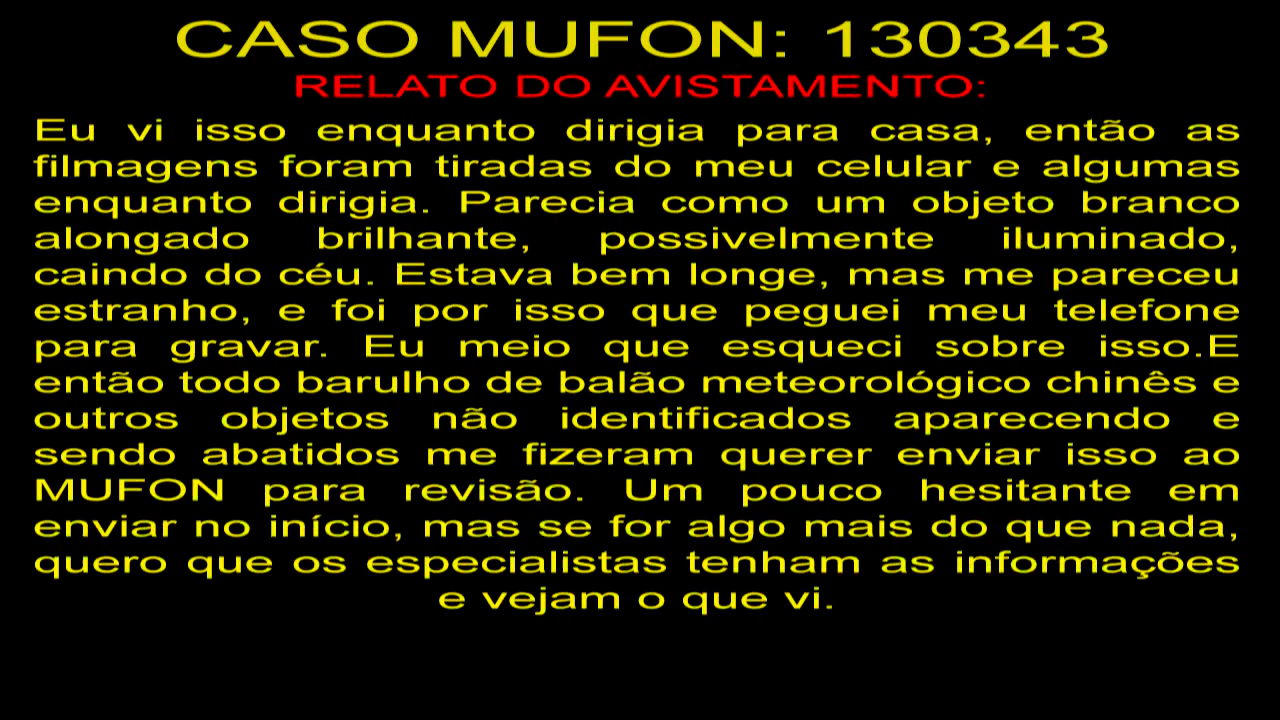 CASO MUFON: 130343
RELATO DO AVISTAMENTO:
Eu vi isso enquanto dirigia para casa, então as
filmagens foram tiradas do meu celular e algumas
enquanto dirigia. Parecia como um objeto branco
alongado brilhante, possivelmente iluminado,
caindo do céu. Estava bem longe, mas me pareceu
estranho, e foi por isso que peguei meu telefone
para gravar. Eu meio que esqueci sobre isso.E
então todo barulho de balão meteorológico chinês e
outros objetos não identificados aparecendo e
sendo abatidos me fizeram querer enviar isso ao
MUFON para revisão. Um pouco hesitante em
enviar no início, mas se for algo mais do que nada,
quero que os especialistas tenham as informações
e vejam o que vi.